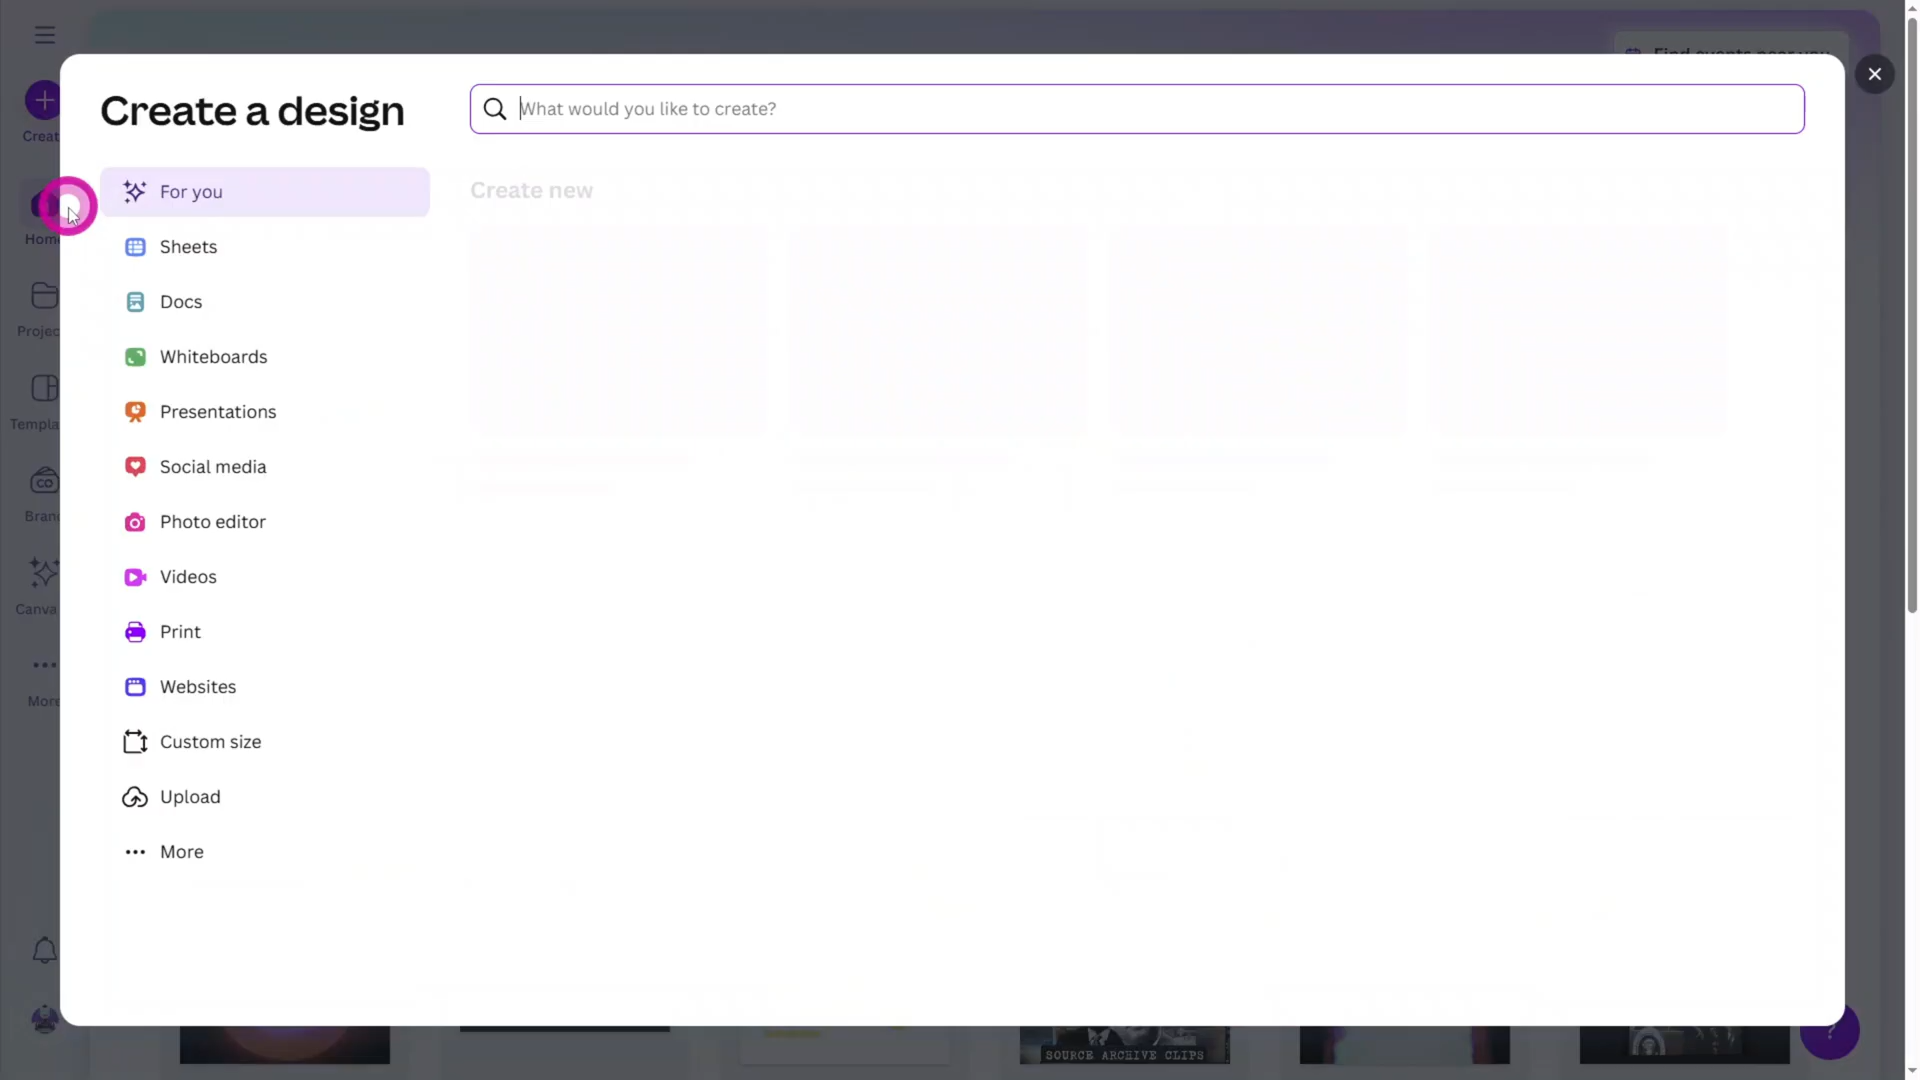 Find events near you
Create a design
What would you like to create?
Creat
For you
Create new
Home
Sheets
Docs
Projec
Whiteboards
Presentations
Templa
Social media
CO
Bran
Photo editor
Videos
Canva
Print
Websites
More
Custom size
Upload
More
?
SOURCE ARCHIVE CLIPS